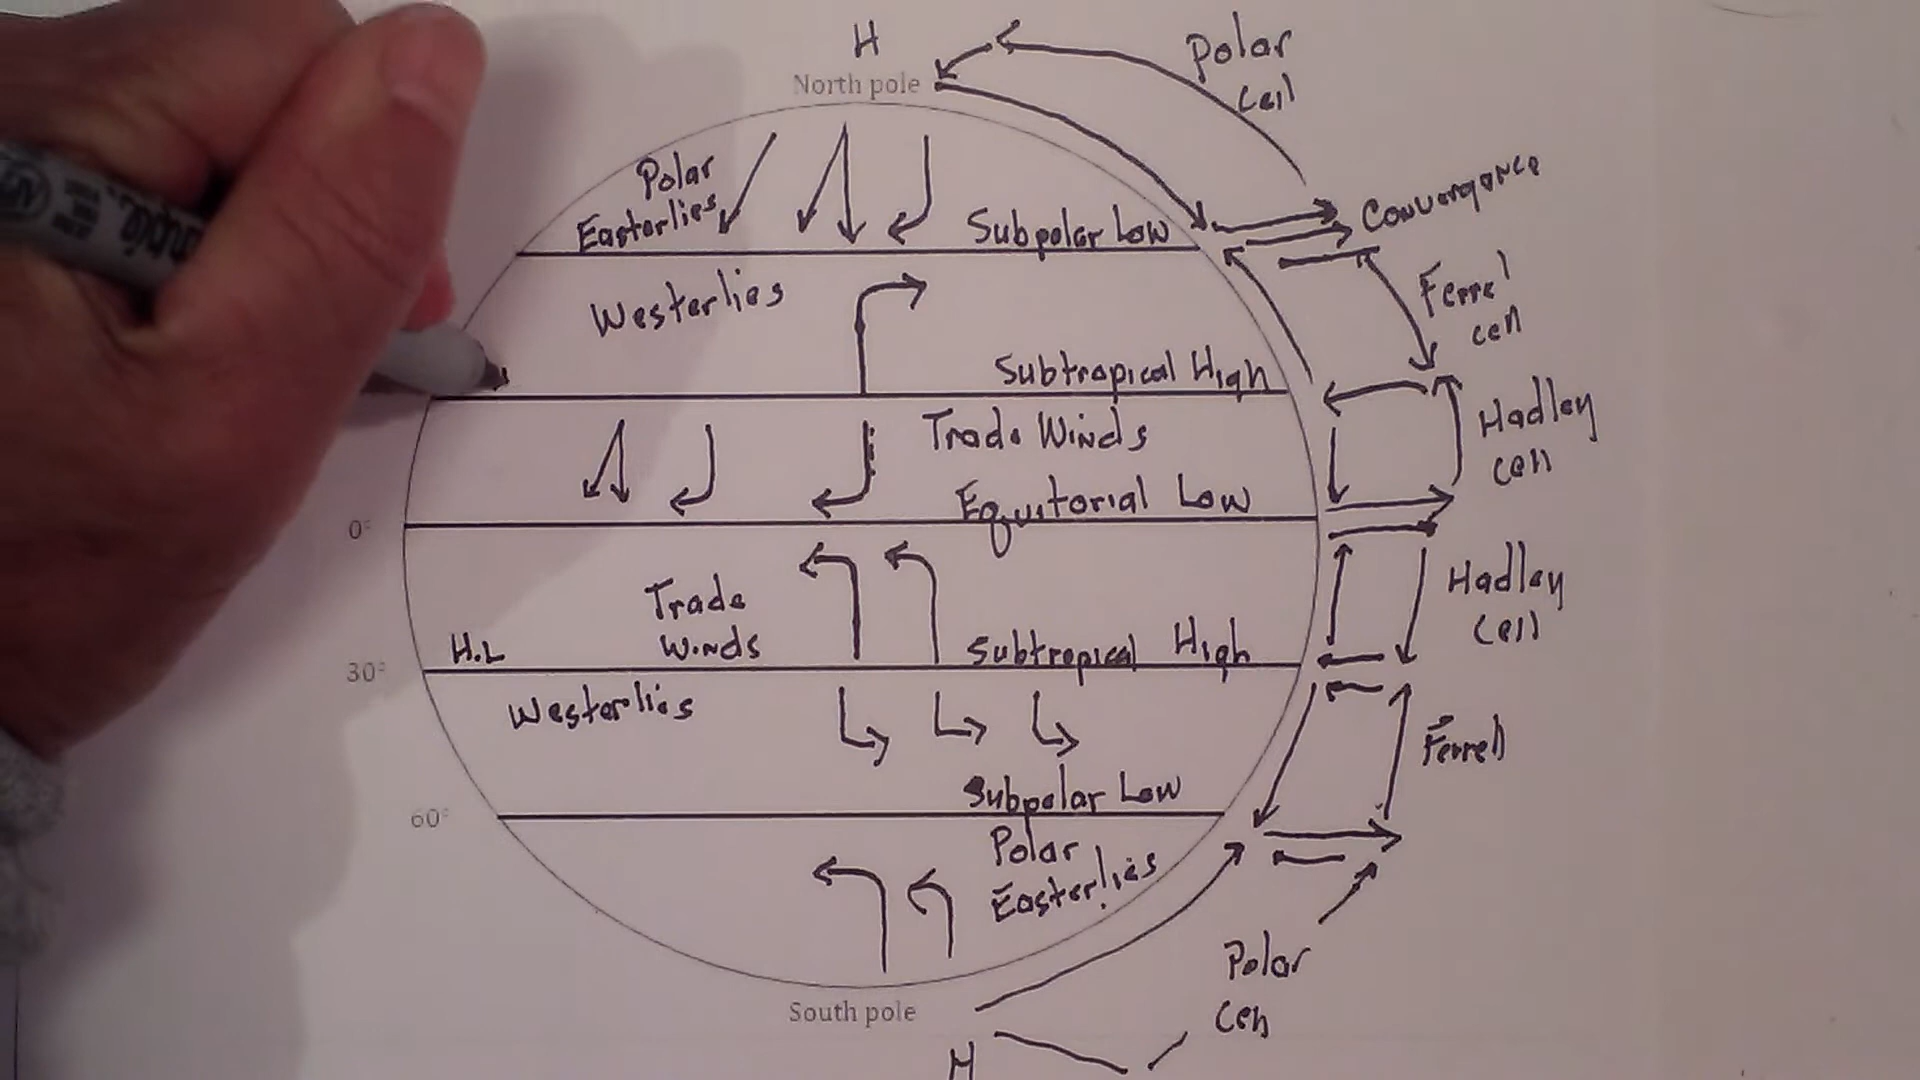 H
North pole
Polar
Cell
Polar
Easterlies
Subpolar Low
Convergence
Westerlies
Ferrel
Cell
Subtropical High
Hadley
Cell
Trade Winds
Equitorial Low
0°
Trade
Winds
Hadley
Cell
H.L
Subtropical High
30°
Westerlies
Ferrell
Subpolar Low
60°
Polar
Easterlies
Polar
Cell
South pole
H